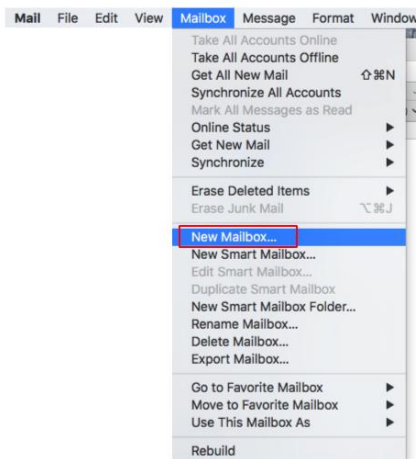 Mail File Edit View Mailbox Message Format Window
Take All Accounts Online
Take All Accounts Offline
Get All New Mail ⇧⌘N
Synchronize All Accounts
Mark All Messages as Read
Online Status ▶
Get New Mail ▶
Synchronize ▶
Erase Deleted Items ▶
Erase Junk Mail ⌥⌘J
New Mailbox...
New Smart Mailbox...
Edit Smart Mailbox...
Duplicate Smart Mailbox
New Smart Mailbox Folder...
Rename Mailbox...
Delete Mailbox...
Export Mailbox...
Go to Favorite Mailbox ▶
Move to Favorite Mailbox ▶
Use This Mailbox As ▶
Rebuild